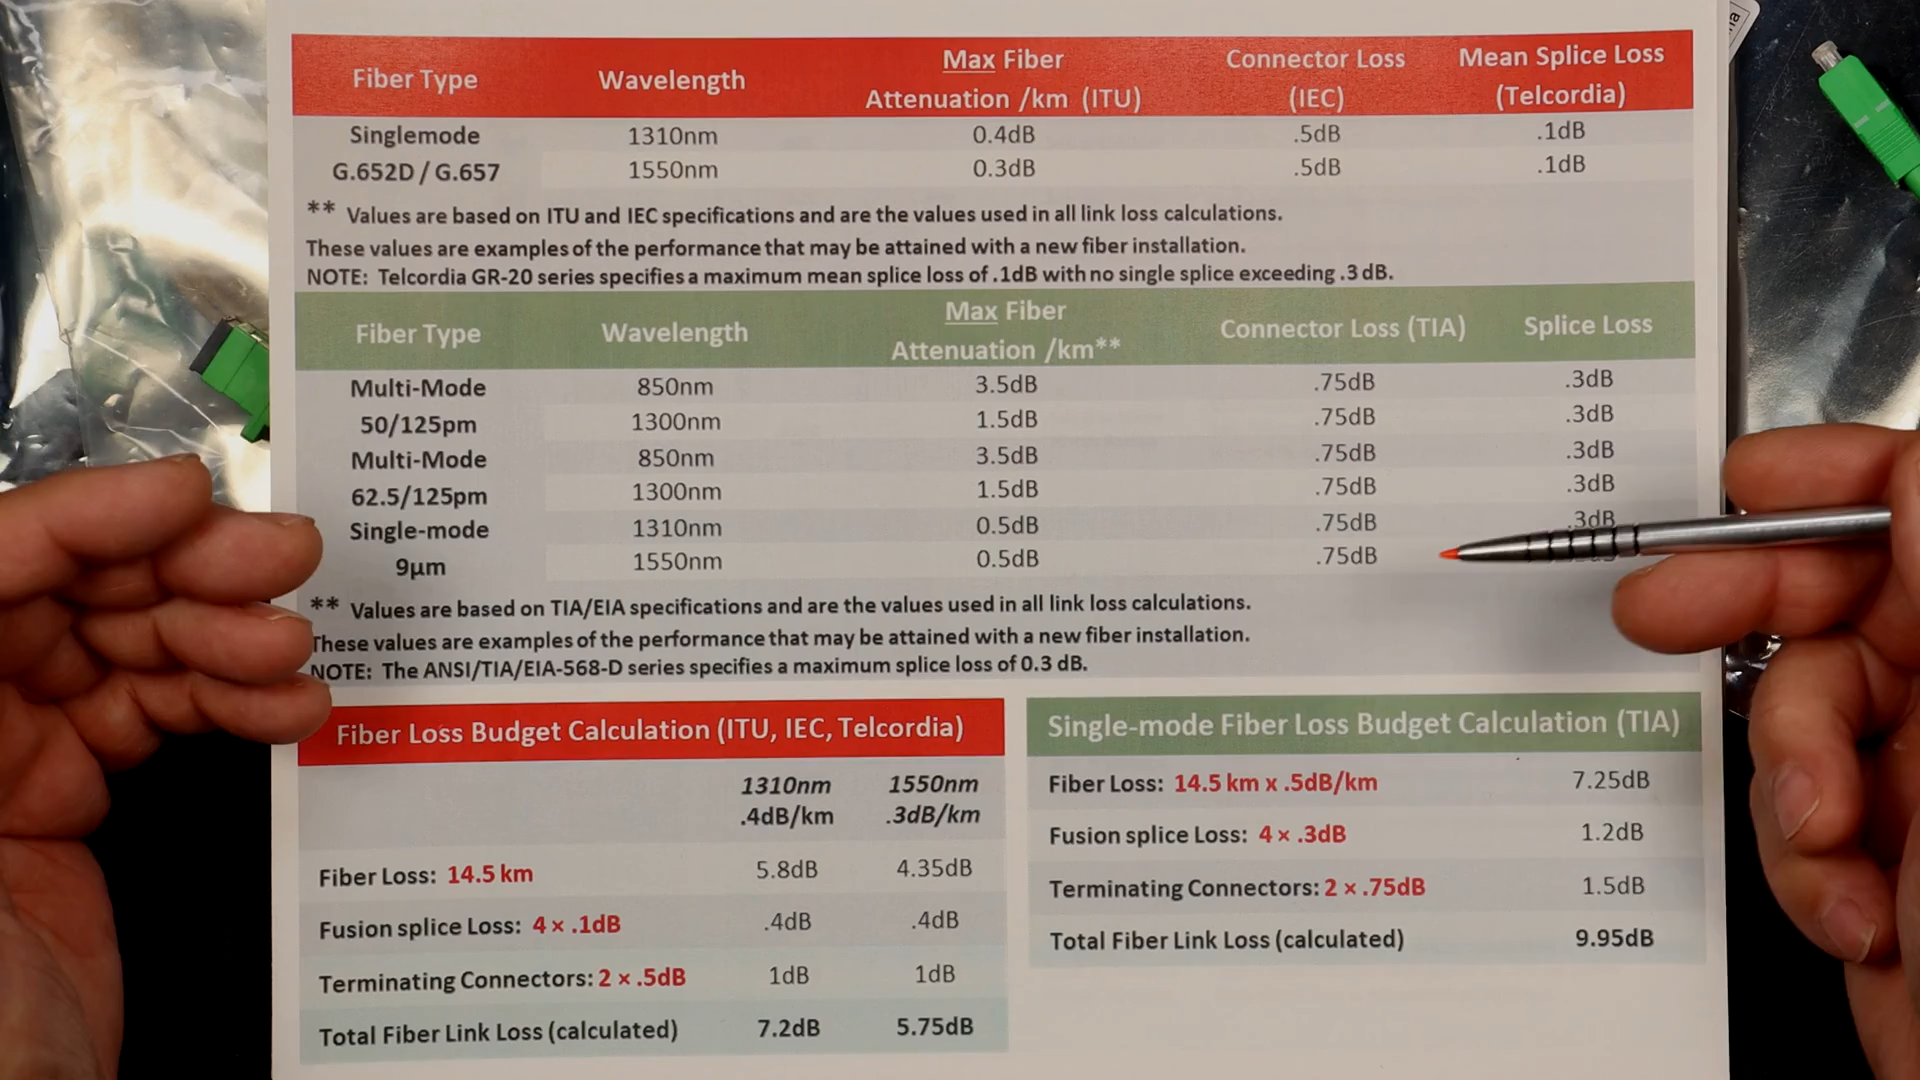 Fiber Type Wavelength Max Fiber Attenuation /km (ITU) Connector Loss (IEC) Mean Splice Loss (Telcordia)
Singlemode 1310nm 0.4dB .5dB .1dB
G.652D / G.657 1550nm 0.3dB .5dB .1dB
** Values are based on ITU and IEC specifications and are the values used in all link loss calculations.
These values are examples of the performance that may be attained with a new fiber installation.
NOTE: Telcordia GR-20 series specifies a maximum mean splice loss of .1dB with no single splice exceeding .3 dB.
Fiber Type Wavelength Max Fiber Attenuation /km** Connector Loss (TIA) Splice Loss
Multi-Mode 850nm 3.5dB .75dB .3dB
50/125pm 1300nm 1.5dB .75dB .3dB
Multi-Mode 850nm 3.5dB .75dB .3dB
62.5/125pm 1300nm 1.5dB .75dB .3dB
Single-mode 1310nm 0.5dB .75dB .3dB
9µm 1550nm 0.5dB .75dB
** Values are based on TIA/EIA specifications and are the values used in all link loss calculations.
These values are examples of the performance that may be attained with a new fiber installation.
NOTE: The ANSI/TIA/EIA-568-D series specifies a maximum splice loss of 0.3 dB.
Fiber Loss Budget Calculation (ITU, IEC, Telcordia)
1310nm 1550nm
.4dB/km .3dB/km
Fiber Loss: 14.5 km 5.8dB 4.35dB
Fusion splice Loss: 4 × .1dB .4dB .4dB
Terminating Connectors: 2 × .5dB 1dB 1dB
Total Fiber Link Loss (calculated) 7.2dB 5.75dB
Single-mode Fiber Loss Budget Calculation (TIA)
Fiber Loss: 14.5 km x .5dB/km 7.25dB
Fusion splice Loss: 4 × .3dB 1.2dB
Terminating Connectors: 2 × .75dB 1.5dB
Total Fiber Link Loss (calculated) 9.95dB